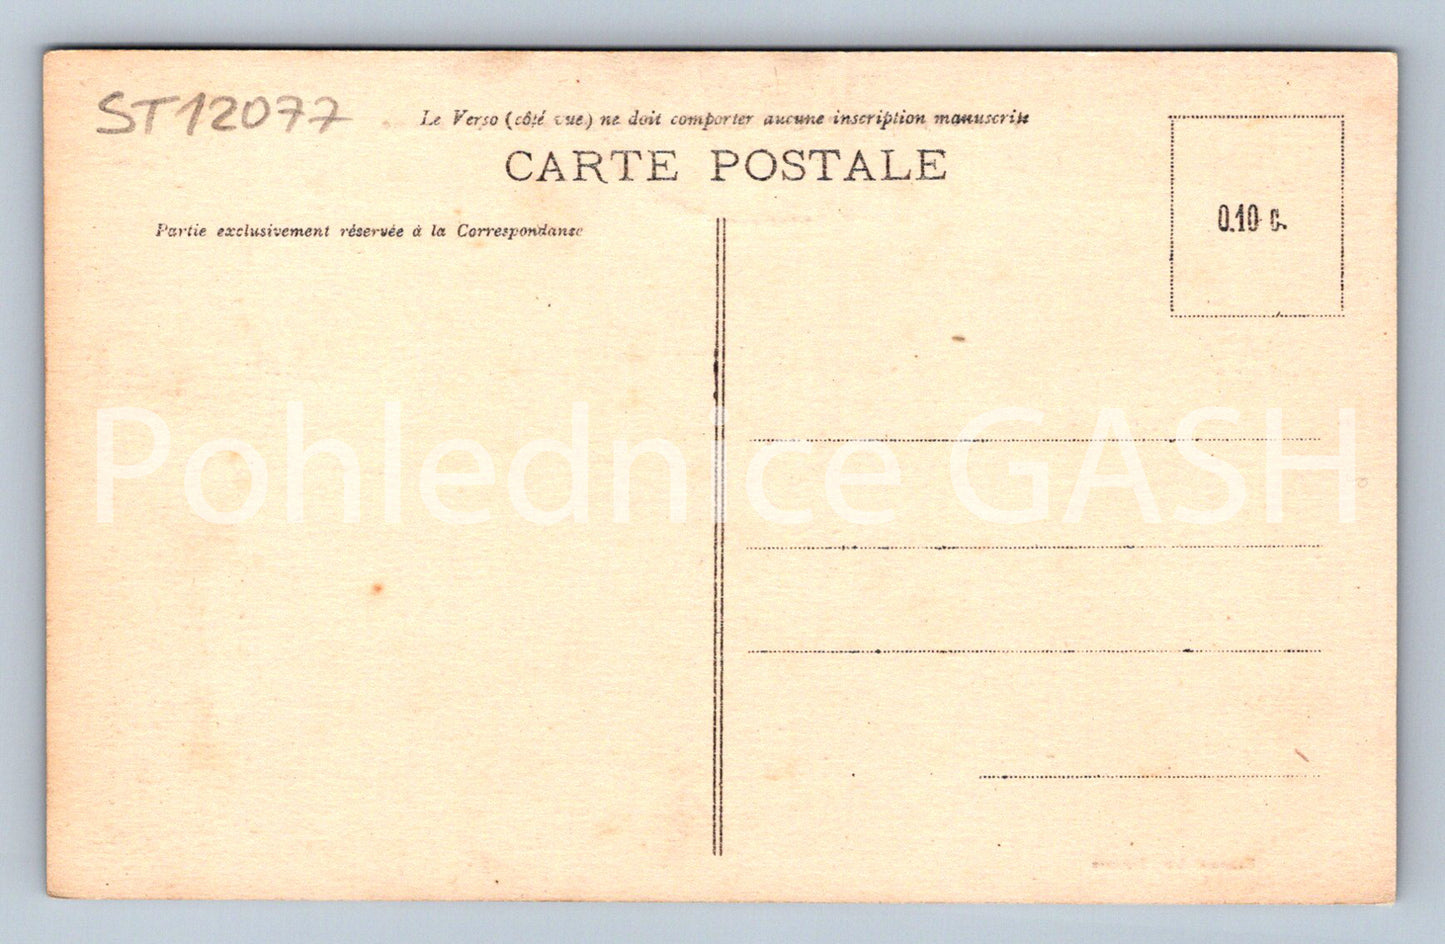 ST12077
Le Verso (côté vue) ne doit comporter aucune inscription manuscrite
CARTE POSTALE
Partie exclusivement réservée à la Correspondanse
0.10 c.
Pohlednice GASH